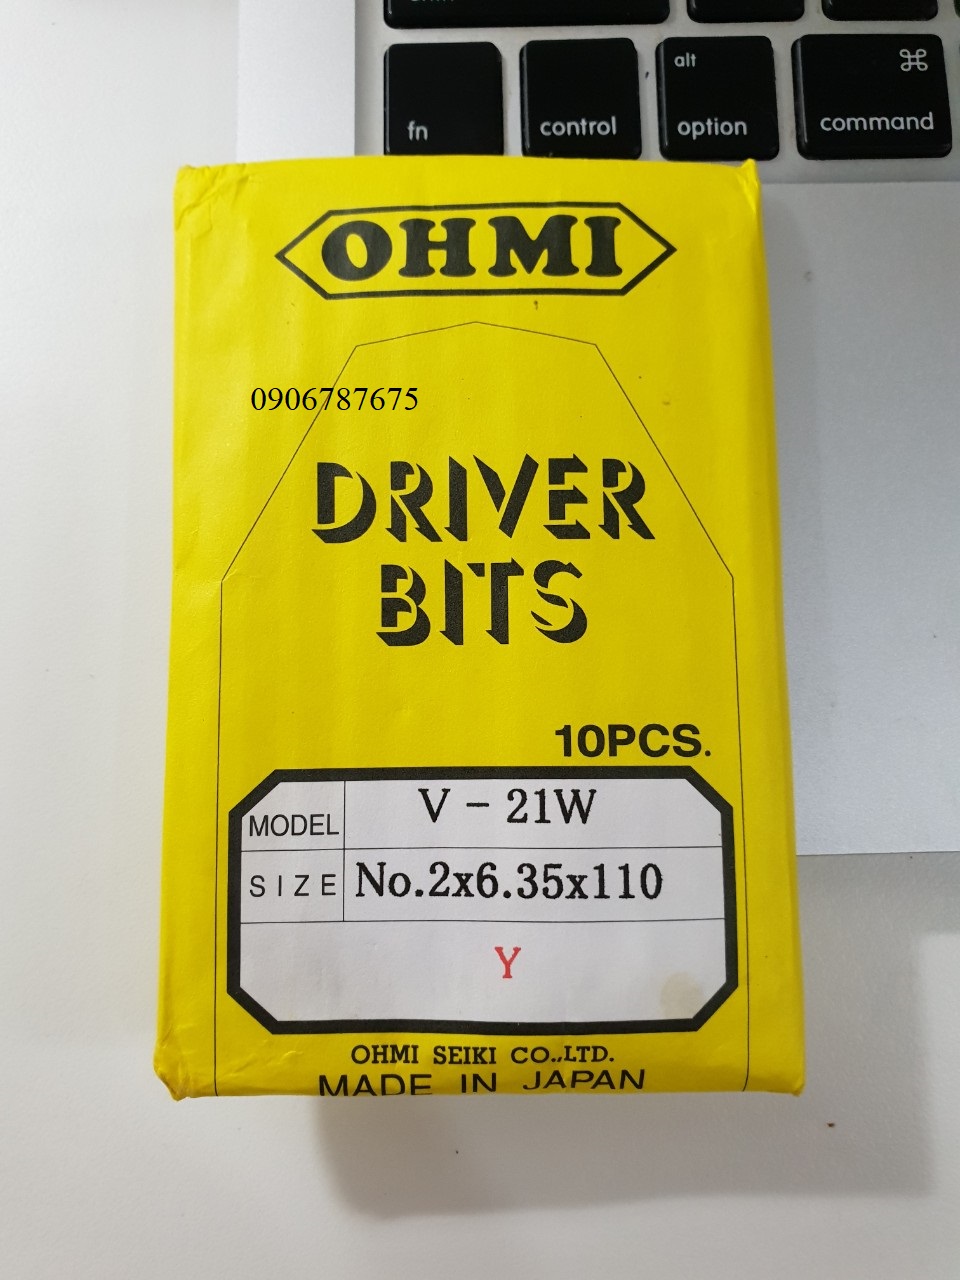 alt
⌘
fn
control
option
command
OHMI
0906787675
DRIVER
BITS
10PCS.
MODEL
V - 21W
SIZE
No.2x6.35x110
Y
OHMI SEIKI CO.,LTD.
MADE IN JAPAN